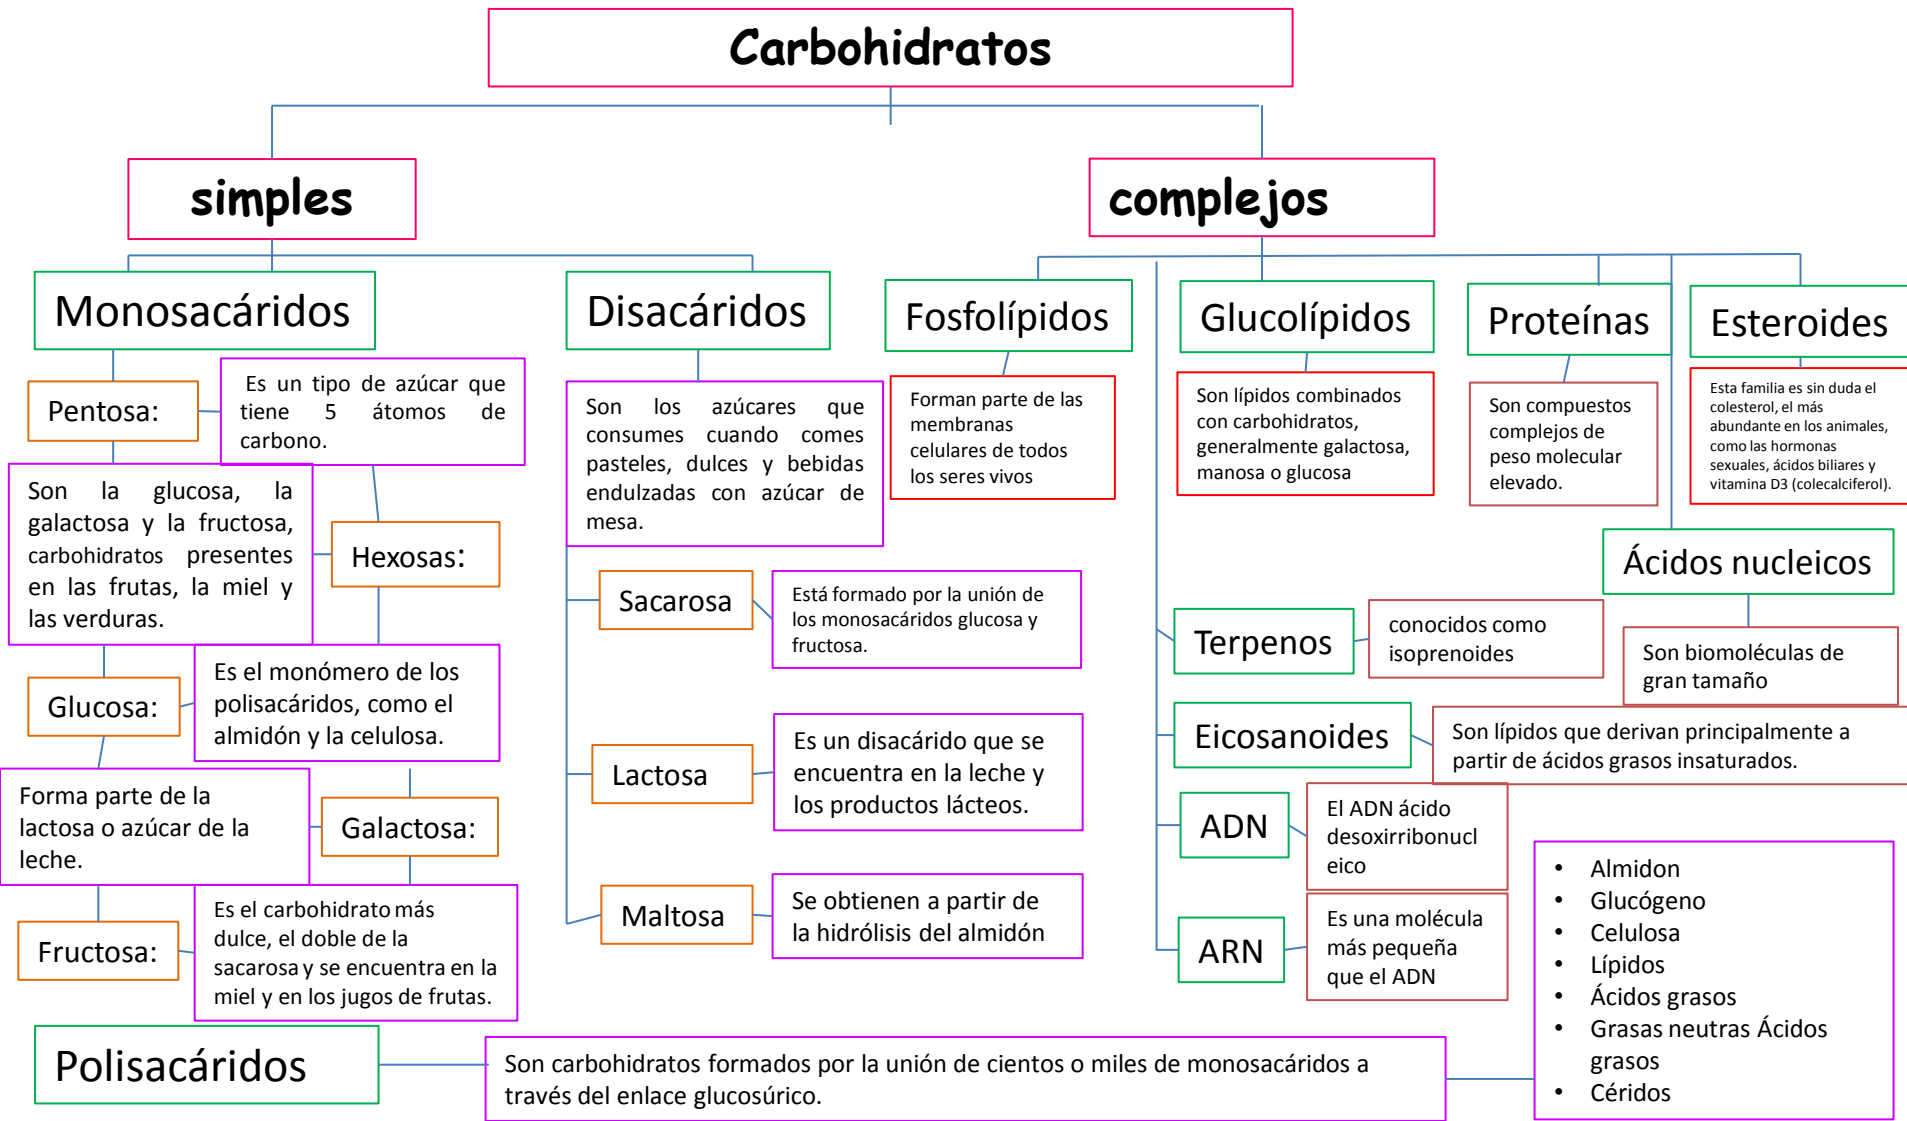 Carbohidratos
simples
complejos
Monosacáridos
Disacáridos
Fosfolípidos
Glucolípidos
Proteínas
Esteroides
Pentosa:
Es un tipo de azúcar que
tiene 5 átomos de
carbono.
Son la glucosa, la
galactosa y la fructosa,
carbohidratos presentes
en las frutas, la miel y
las verduras.
Hexosas:
Glucosa:
Es el monómero de los
polisacáridos, como el
almidón y la celulosa.
Forma parte de la
lactosa o azúcar de la
leche.
Galactosa:
Fructosa:
Es el carbohidrato más
dulce, el doble de la
sacarosa y se encuentra en la
miel y en los jugos de frutas.
Son los azúcares que
consumes cuando comes
pasteles, dulces y bebidas
endulzadas con azúcar de
mesa.
Sacarosa
Está formado por la unión de
los monosacáridos glucosa y
fructosa.
Lactosa
Es un disacárido que se
encuentra en la leche y
los productos lácteos.
Maltosa
Se obtienen a partir de
la hidrólisis del almidón
Forman parte de las
membranas
celulares de todos
los seres vivos
Son lípidos combinados
con carbohidratos,
generalmente galactosa,
manosa o glucosa
Son compuestos
complejos de
peso molecular
elevado.
Esta familia es sin duda el
colesterol, el más
abundante en los animales,
como las hormonas
sexuales, ácidos biliares y
vitamina D3 (colecalciferol).
Ácidos nucleicos
Son biomoléculas de
gran tamaño
Terpenos
conocidos como
isoprenoides
Eicosanoides
Son lípidos que derivan principalmente a
partir de ácidos grasos insaturados.
ADN
El ADN ácido
desoxirribonucl
eico
ARN
Es una molécula
más pequeña
que el ADN
Polisacáridos
Son carbohidratos formados por la unión de cientos o miles de monosacáridos a
través del enlace glucosúrico.
• Almidon
• Glucógeno
• Celulosa
• Lípidos
• Ácidos grasos
• Grasas neutras Ácidos
grasos
• Céridos